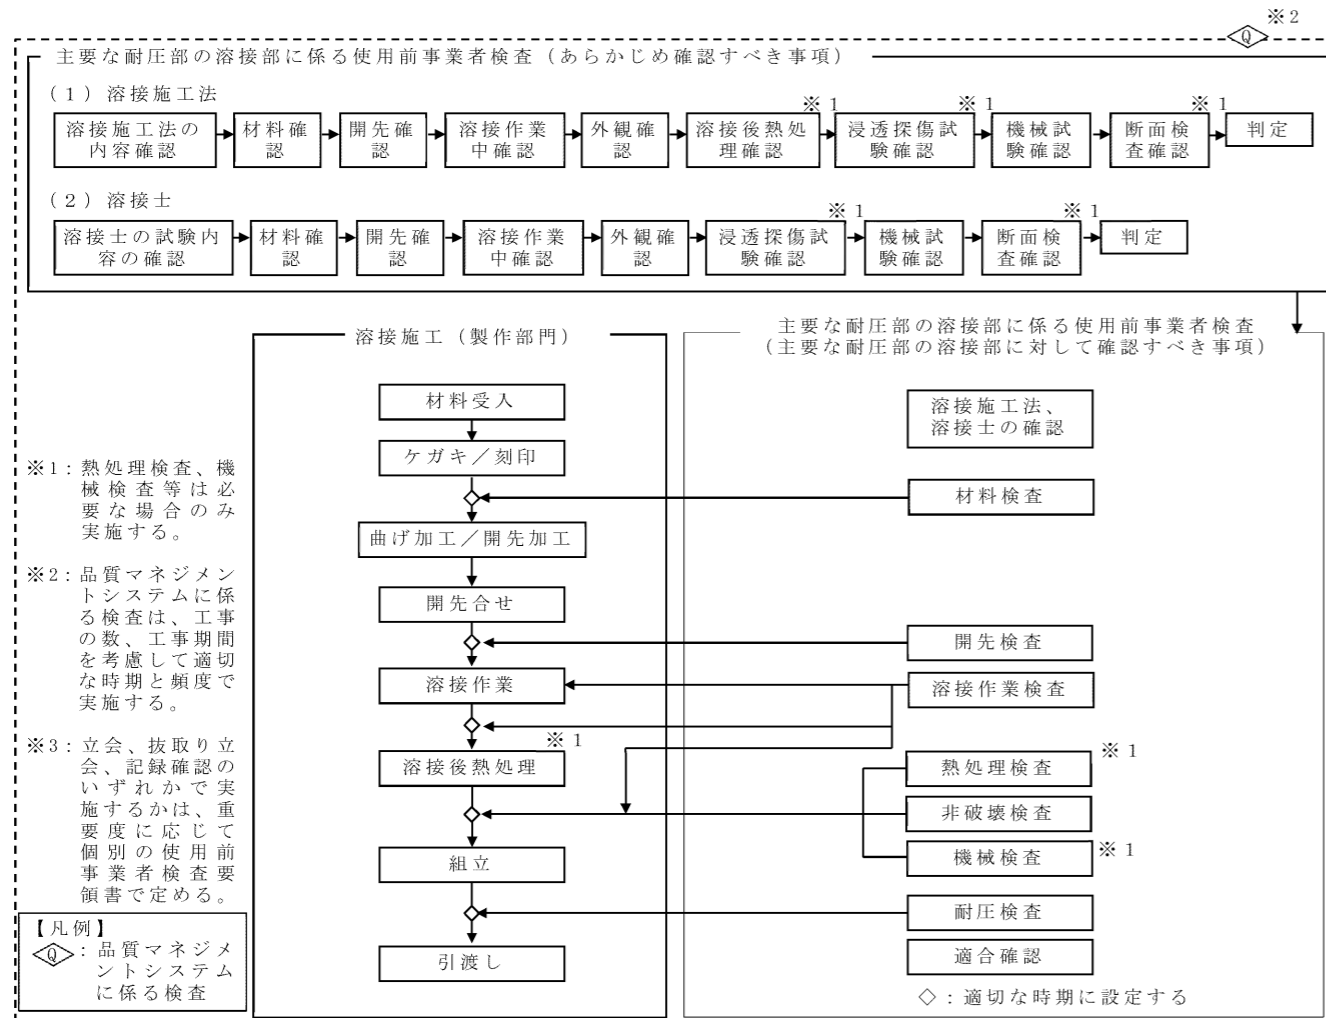 ※2
Q
主要な耐圧部の溶接部に係る使用前事業者検査（あらかじめ確認すべき事項）
（1）溶接施工法
溶接施工法の
内容確認
材料確
認
開先確
認
溶接作業
中確認
外観確
認
※1
溶接後熱処
理確認
※1
浸透探傷試
験確認
機械試
験確認
※1
断面検
査確認
判定
（2）溶接士
溶接士の試験内
容の確認
材料確
認
開先確
認
溶接作業
中確認
外観確
認
※1
浸透探傷試
験確認
機械試
験確認
※1
断面検
査確認
判定
溶接施工（製作部門）
材料受入
ケガキ／刻印
曲げ加工／開先加工
開先合せ
溶接作業
※1
溶接後熱処理
組立
引渡し
主要な耐圧部の溶接部に係る使用前事業者検査
（主要な耐圧部の溶接部に対して確認すべき事項）
溶接施工法、
溶接士の確認
材料検査
開先検査
溶接作業検査
熱処理検査
※1
非破壊検査
機械検査
※1
耐圧検査
適合確認
◇：適切な時期に設定する
※1：熱処理検査、機
械検査等は必
要な場合のみ
実施する。
※2：品質マネジメン
トシステムに係
る検査は、工事
の数、工事期間
を考慮して適切
な時期と頻度で
実施する。
※3：立会、抜取り立
会、記録確認の
いずれかで実
施するかは、重
要度に応じて
個別の使用前
事業者検査要
領書で定める。
【凡例】
Q：品質マネジメ
ントシステム
に係る検査